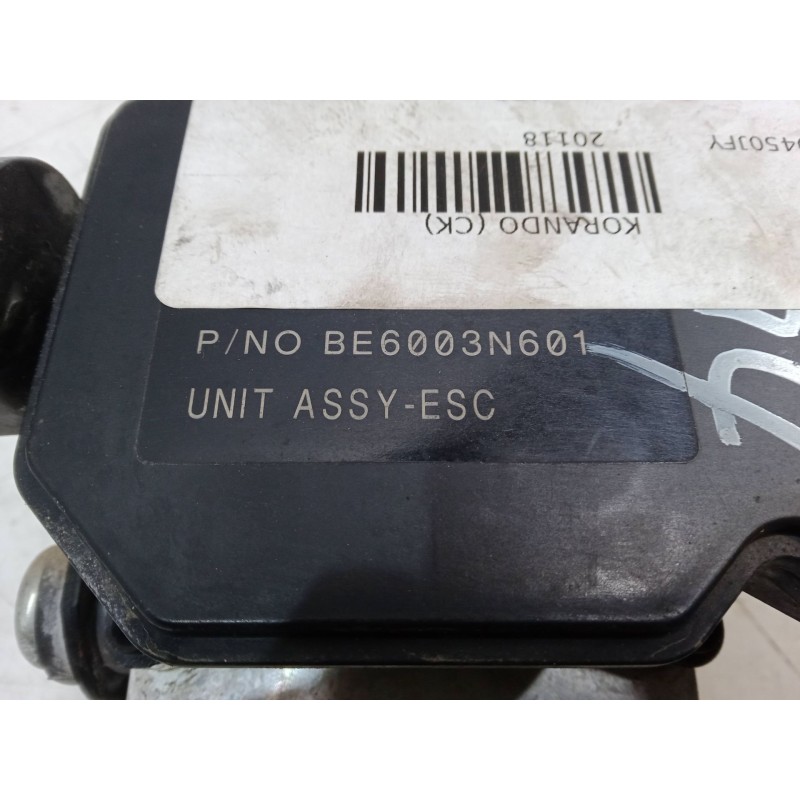 20118
KORANDO (CK)
P/NO BE6003N601
UNIT ASSY-ESC